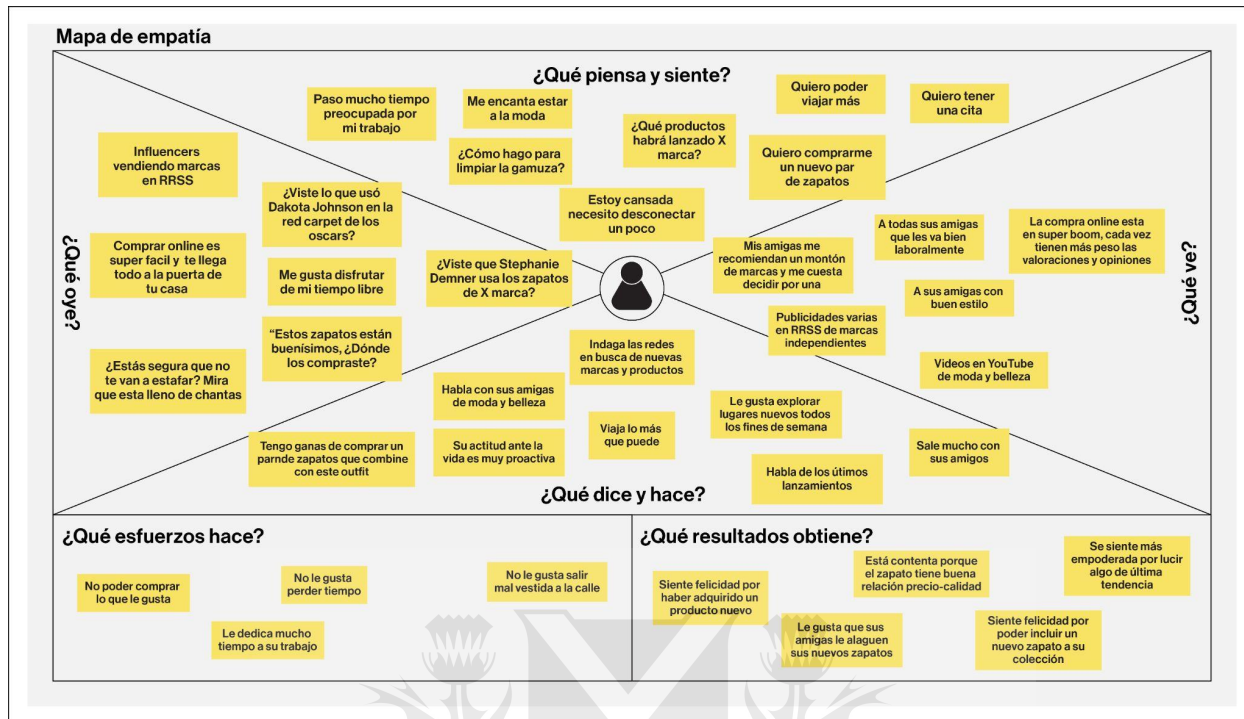 Mapa de empatía
¿Qué piensa y siente?
Paso mucho tiempo
preocupada por
mi trabajo
Me encanta estar
a la moda
¿Cómo hago para
limpiar la gamuza?
¿Qué productos
habrá lanzado X
marca?
Quiero poder
viajar más
Quiero tener
una cita
Quiero comprarme
un nuevo par
de zapatos
Estoy cansada
necesito desconectar
un poco
¿Qué oye?
Influencers
vendiendo marcas
en RRSS
¿Viste lo que usó
Dakota Johnson en la
red carpet de los
oscars?
Comprar online es
super facil y te llega
todo a la puerta de
tu casa
Me gusta disfrutar
de mi tiempo libre
¿Viste que Stephanie
Demner usa los zapatos
de X marca?
“Estos zapatos están
buenísimos, ¿Dónde
los compraste?
¿Estás segura que no
te van a estafar? Mira
que esta lleno de chantas
¿Qué ve?
Mis amigas me
recomiendan un montón
de marcas y me cuesta
decidir por una
A todas sus amigas
que les va bien
laboralmente
La compra online esta
en super boom, cada vez
tienen más peso las
valoraciones y opiniones
A sus amigas con
buen estilo
Publicidades varias
en RRSS de marcas
independientes
Videos en YouTube
de moda y belleza
¿Qué dice y hace?
Indaga las redes
en busca de nuevas
marcas y productos
Habla con sus amigas
de moda y belleza
Viaja lo más
que puede
Le gusta explorar
lugares nuevos todos
los fines de semana
Tengo ganas de comprar un
parnde zapatos que combine
con este outfit
Su actitud ante la
vida es muy proactiva
Habla de los útimos
lanzamientos
Sale mucho con
sus amigos
¿Qué esfuerzos hace?
No poder comprar
lo que le gusta
No le gusta
perder tiempo
No le gusta salir
mal vestida a la calle
Le dedica mucho
tiempo a su trabajo
¿Qué resultados obtiene?
Siente felicidad por
haber adquirido un
producto nuevo
Está contenta porque
el zapato tiene buena
relación precio-calidad
Se siente más
empoderada por lucir
algo de última
tendencia
Le gusta que sus
amigas le alaguen
sus nuevos zapatos
Siente felicidad por
poder incluir un
nuevo zapato a su
colección